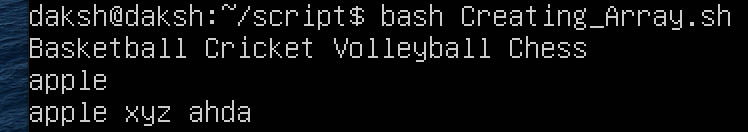 daksh@daksh:~/script$ bash Creating_Array.sh
Basketball Cricket Volleyball Chess
apple
apple xyz ahda